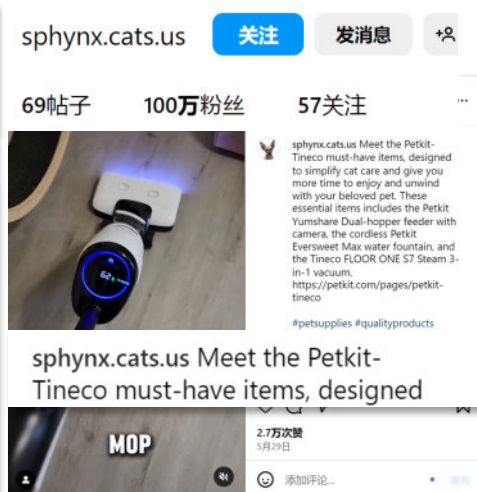 sphynx.cats.us 关注 发消息
69帖子 100万粉丝 57关注
sphynx.cats.us Meet the Petkit-
Tineco must-have items, designed
to simplify cat care and give you
more time to enjoy and unwind
with your beloved pet. These
essential items includes the Petkit
Yumshare Dual-hopper feeder with
camera, the cordless Petkit
Eversweet Max water fountain, and
the Tineco FLOOR ONE S7 Steam 3-
in-1 vacuum.
https://petkit.com/pages/petkit-
tineco
#petsupplies #qualityproducts
62
sphynx.cats.us Meet the Petkit-
Tineco must-have items, designed
MOP
2.7万次赞
5月29日
添加评论...